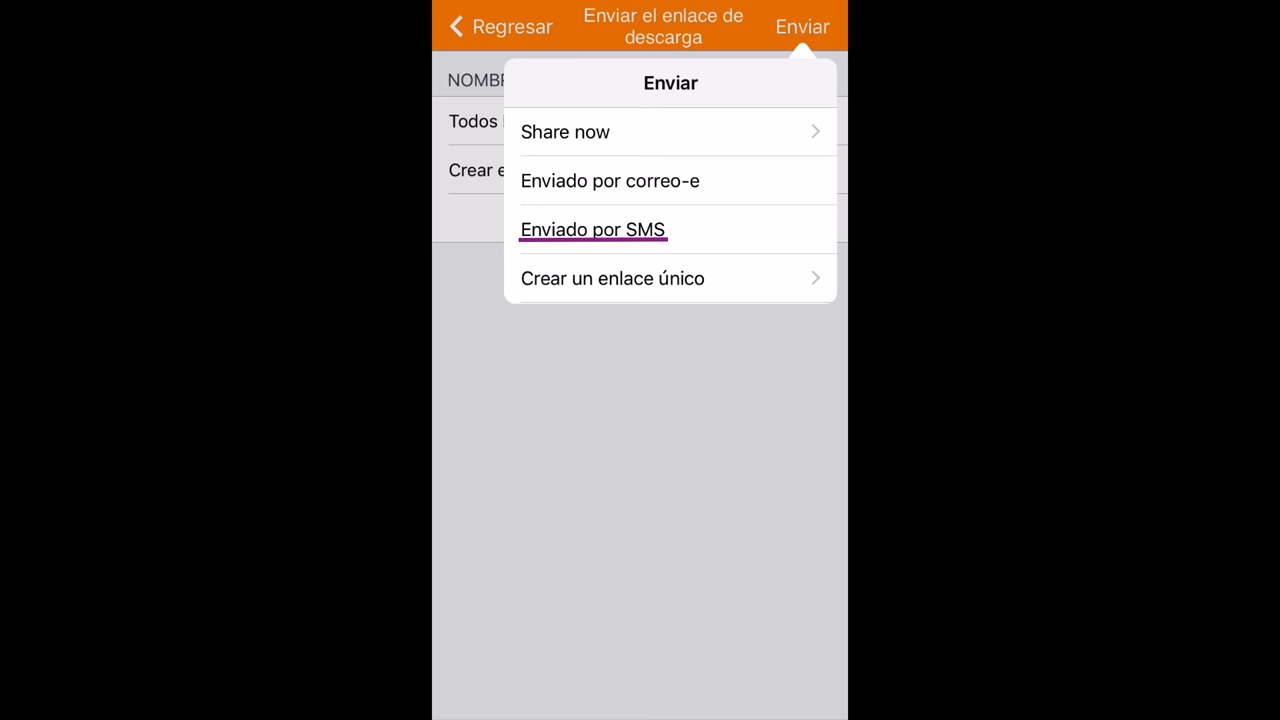 Regresar
Enviar el enlace de
descarga
Enviar
NOMB
Enviar
Todos
Share now
Crear e
Enviado por correo-e
Enviado por SMS
Crear un enlace único